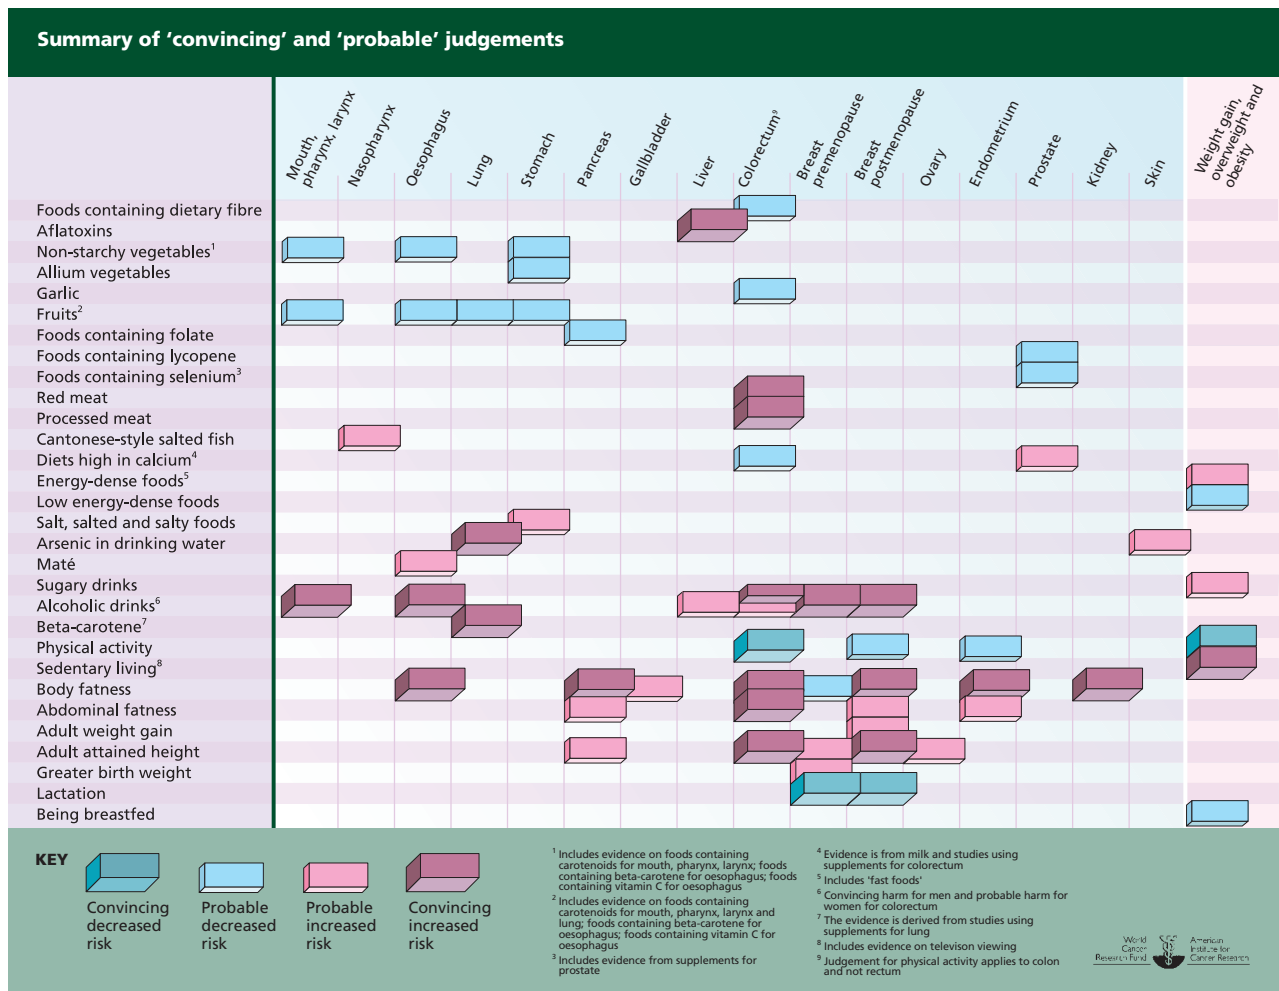 Summary of ‘convincing’ and ‘probable’ judgements
Mouth,
pharynx, larynx
Nasopharynx
Oesophagus
Lung
Stomach
Pancreas
Gallbladder
Liver
Colorectum⁹
Breast
premenopause
Breast
postmenopause
Ovary
Endometrium
Prostate
Kidney
Skin
Weight gain,
overweight and
obesity
Foods containing dietary fibre
Aflatoxins
Non-starchy vegetables¹
Allium vegetables
Garlic
Fruits²
Foods containing folate
Foods containing lycopene
Foods containing selenium³
Red meat
Processed meat
Cantonese-style salted fish
Diets high in calcium⁴
Energy-dense foods⁵
Low energy-dense foods
Salt, salted and salty foods
Arsenic in drinking water
Maté
Sugary drinks
Alcoholic drinks⁶
Beta-carotene⁷
Physical activity
Sedentary living⁸
Body fatness
Abdominal fatness
Adult weight gain
Adult attained height
Greater birth weight
Lactation
Being breastfed
KEY
Convincing
decreased
risk
Probable
decreased
risk
Probable
increased
risk
Convincing
increased
risk
¹ Includes evidence on foods containing
carotenoids for mouth, pharynx, larynx; foods
containing beta-carotene for oesophagus; foods
containing vitamin C for oesophagus
² Includes evidence on foods containing
carotenoids for mouth, pharynx, larynx and
lung; foods containing beta-carotene for
oesophagus; foods containing vitamin C for
oesophagus
³ Includes evidence from supplements for
prostate
⁴ Evidence is from milk and studies using
supplements for colorectum
⁵ Includes 'fast foods'
⁶ Convincing harm for men and probable harm for
women for colorectum
⁷ The evidence is derived from studies using
supplements for lung
⁸ Includes evidence on televison viewing
⁹ Judgement for physical activity applies to colon
and not rectum
World
Cancer
Research Fund
American
Institute for
Cancer Research